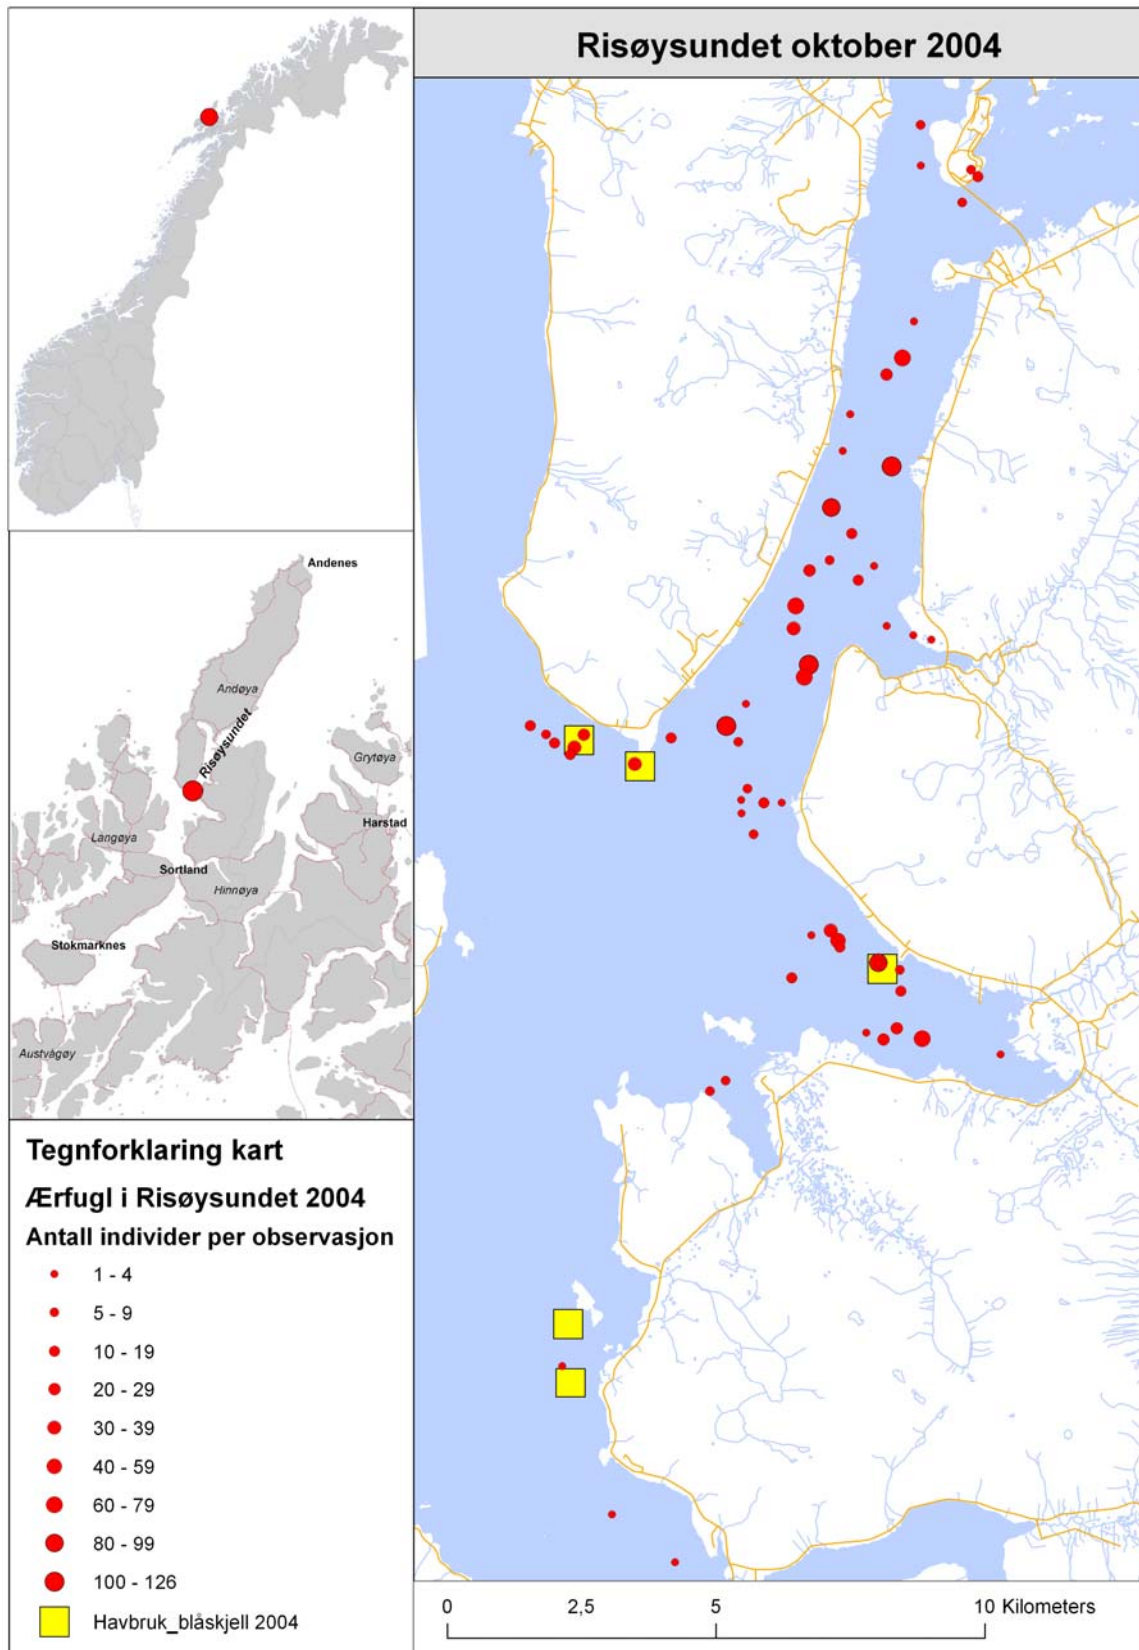 Risøysundet oktober 2004
Andenes
Andøya
Risøysundet
Grytøya
Harstad
Langøya
Sortland
Hinnøya
Stokmarknes
Austvågøy
Tegnforklaring kart
Ærfugl i Risøysundet 2004
Antall individer per observasjon
1 - 4
5 - 9
10 - 19
20 - 29
30 - 39
40 - 59
60 - 79
80 - 99
100 - 126
Havbruk_blåskjell 2004
0 2,5 5 10 Kilometers